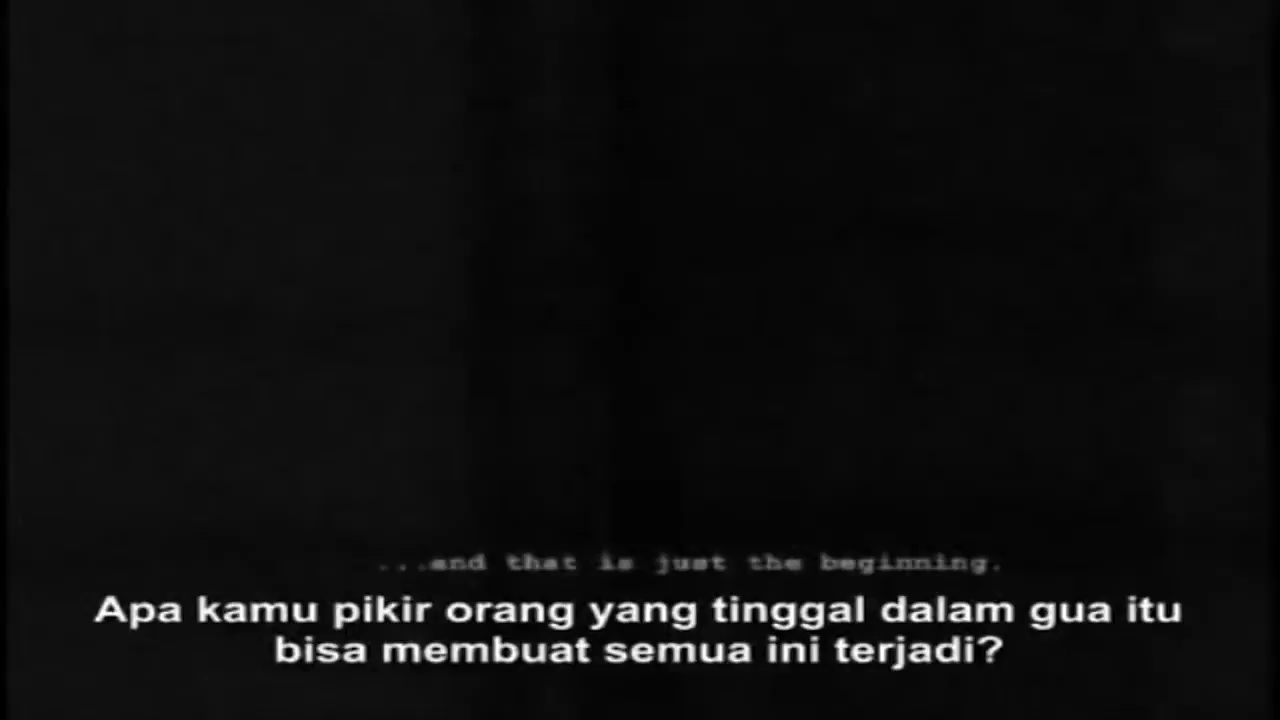 ...and that is just the beginning.
Apa kamu pikir orang yang tinggal dalam gua itu
bisa membuat semua ini terjadi?